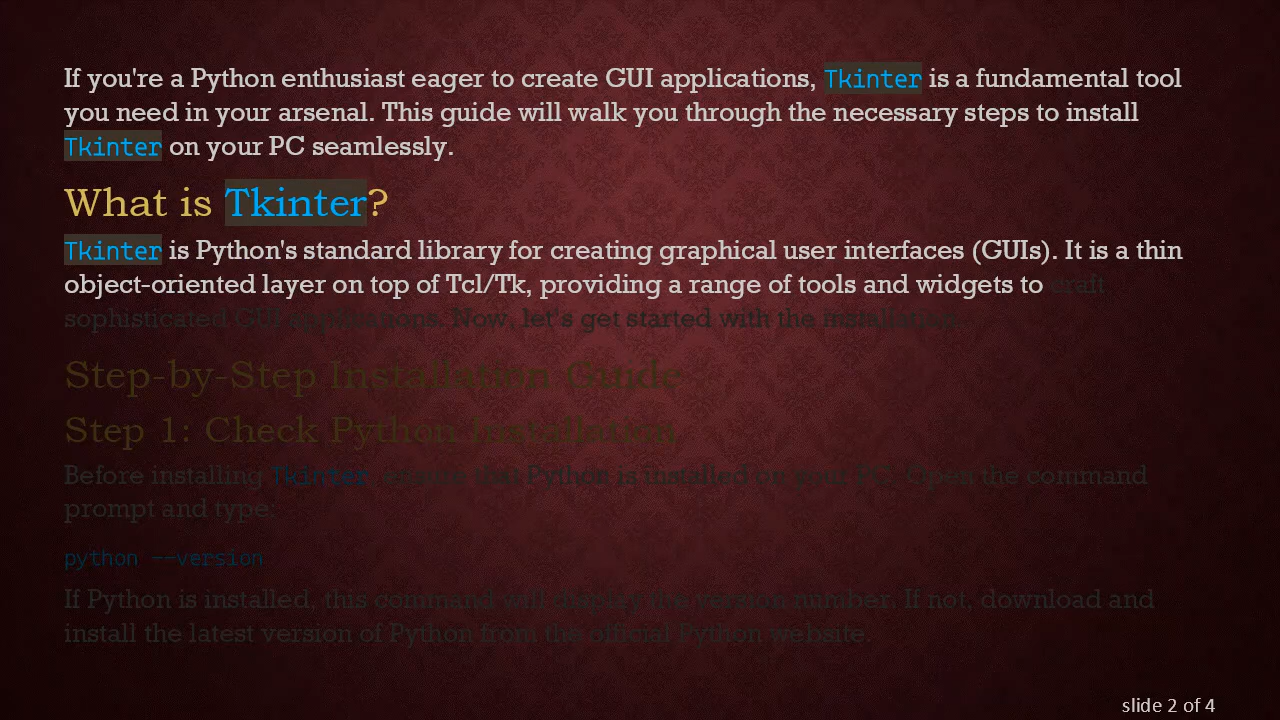 If you're a Python enthusiast eager to create GUI applications, Tkinter is a fundamental tool
you need in your arsenal. This guide will walk you through the necessary steps to install
Tkinter on your PC seamlessly.
What is Tkinter?
Tkinter is Python's standard library for creating graphical user interfaces (GUIs). It is a thin
object-oriented layer on top of Tcl/Tk, providing a range of tools and widgets to craft
sophisticated GUI applications. Now, let's get started with the installation.
Step-by-Step Installation Guide
Step 1: Check Python Installation
Before installing Tkinter, ensure that Python is installed on your PC. Open the command
prompt and type:
python --version
If Python is installed, this command will display the version number. If not, download and
install the latest version of Python from the official Python website.
slide 2 of 4